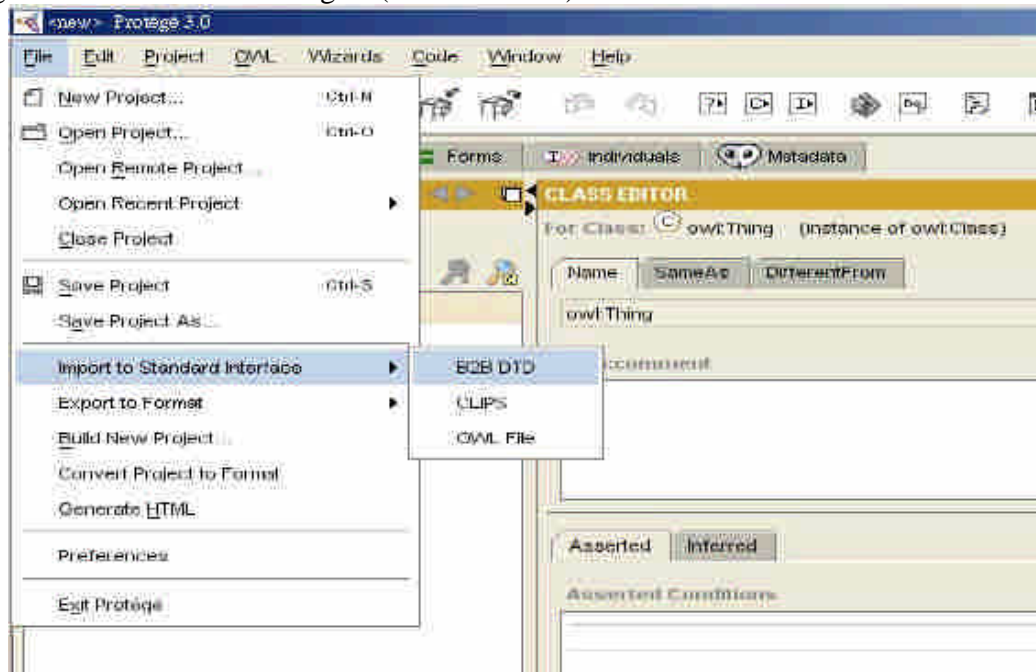 <new> Protege 3.0
File Edit Project OWL Wizards Code Window Help
New Project... Ctrl-N
Open Project... Ctrl-O
Open Remote Project...
Open Recent Project
Close Project
Save Project Ctrl-S
Save Project As...
Import to Standard Interface
Export to Format
Build New Project...
Convert Project to Format
Generate HTML
Preferences
Exit Protege
B2B DTD
CLIPS
OWL File
Forms Individuals Metadata
CLASS EDITOR
For Class: owl:Thing (instance of owl:Class)
Name SameAs DifferentFrom
owl:Thing
comment
Asserted Inferred
Asserted Conditions